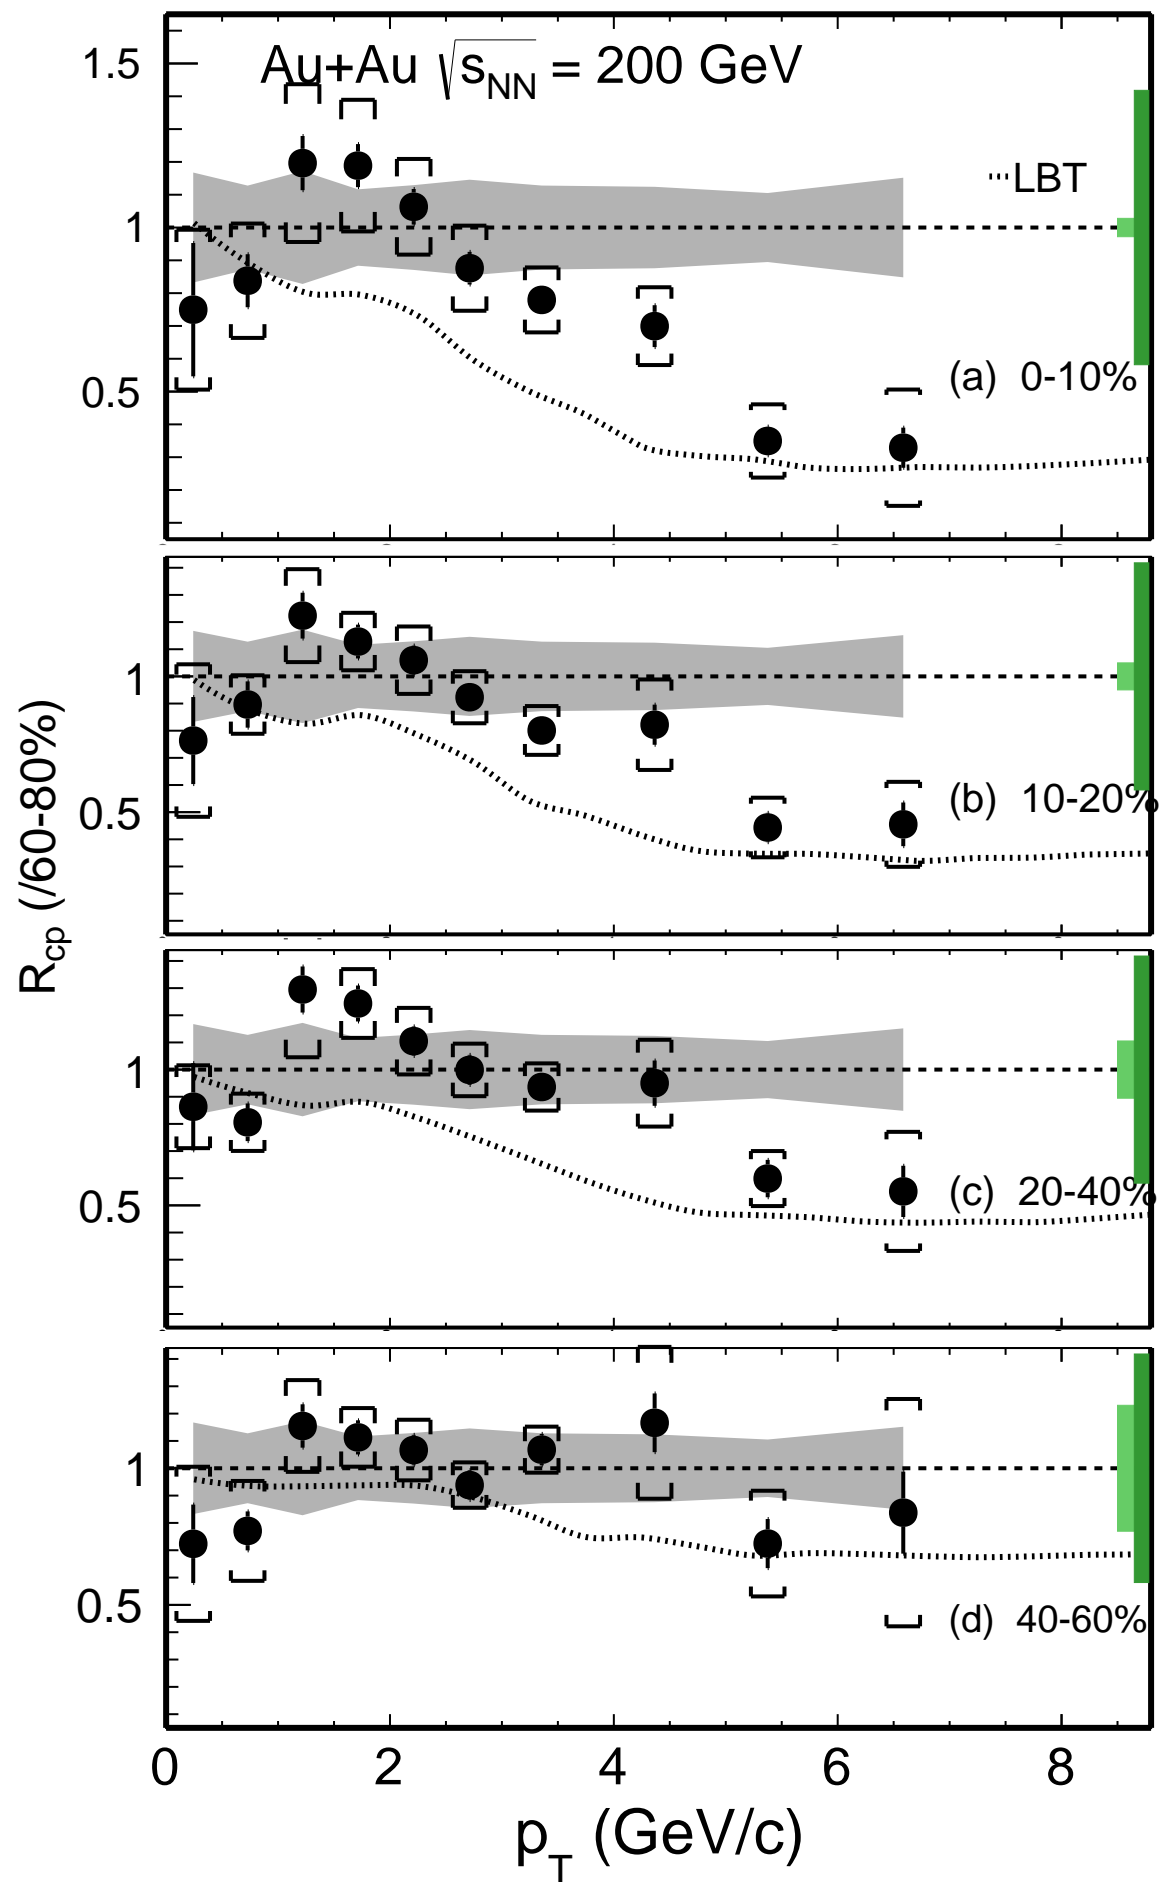 Au+Au √sNN = 200 GeV
LBT
1.5
1
0.5
(a) 0-10%
1
0.5
(b) 10-20%
Rcp (/60-80%)
1
0.5
(c) 20-40%
1
0.5
(d) 40-60%
0 2 4 6 8
pT (GeV/c)